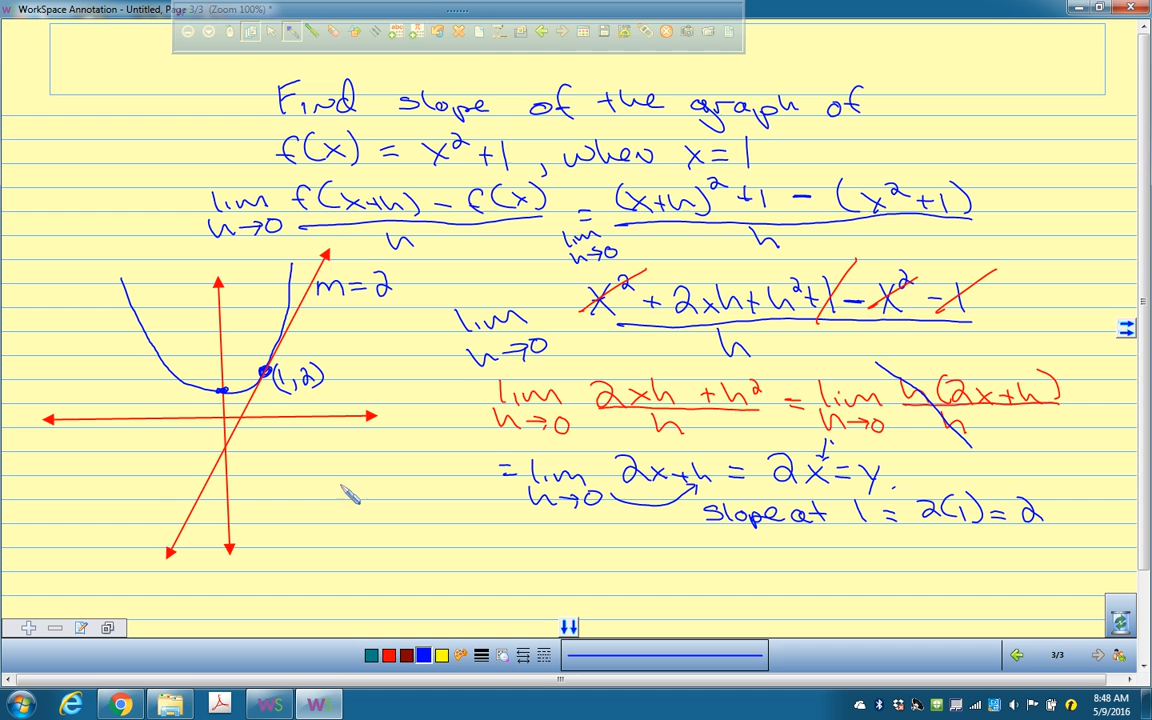 WorkSpace Annotation - Untitled, Page 3/3 (Zoom 100%) *
Find slope of the graph of
f(x) = x² + 1, when x = 1
lim h→0 f(x+h) - f(x) / h = lim h→0 (x+h)² + 1 - (x² + 1) / h
m = 2
lim h→0 x² + 2xh + h² + 1 - x² - 1 / h
(1,2)
lim h→0 2xh + h² / h = lim h→0 h(2x+h) / h
= lim h→0 2x+h = 2x = y'
slope at 1 = 2(1) = 2
3/3
WS
WS
8:48 AM
5/9/2016